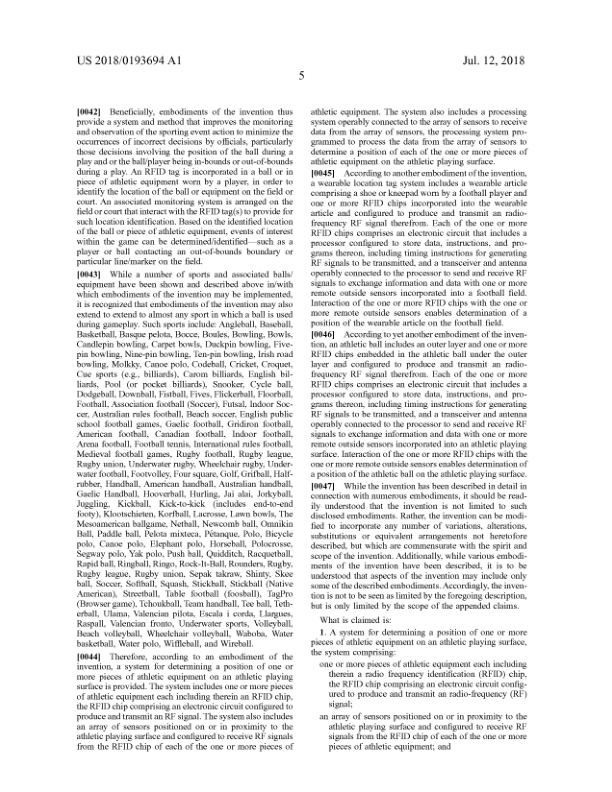 US 2018/0193694 A1
Jul. 12, 2018
5
[0042] Beneficially, embodiments of the invention thus
provide a system and method that improves the monitoring
and observation of the sporting event action to minimize the
occurrences of incorrect decisions by officials, particularly
those decisions involving the position of the ball during a
play and or the ball/player being in-bounds or out-of-bounds
during a play. An RFID tag is incorporated in a ball or in
piece of athletic equipment worn by a player, in order to
identify the location of the ball or equipment on the field or
court. An associated monitoring system is arranged on the
field or court that interact with the RFID tag(s) to provide for
such location identification. Based on the identified location
of the ball or piece of athletic equipment, events of interest
within the game can be determined/identified—such as a
player or ball contacting an out-of-bounds boundary or
particular line/marker on the field.
[0043] While a number of sports and associated balls/
equipment have been shown and described above in/with
which embodiments of the invention may be implemented,
it is recognized that embodiments of the invention may also
extend to extend to almost any sport in which a ball is used
during gameplay. Such sports include: Angleball, Baseball,
Basketball, Basque pelota, Bocce, Boules, Bowling, Bowls,
Candlepin bowling, Carpet bowls, Duckpin bowling, Five-
pin bowling, Nine-pin bowling, Ten-pin bowling, Irish road
bowling, Molkky, Canoe polo, Codeball, Cricket, Croquet,
Cue sports (e.g., billiards), Carom billiards, English bil-
liards, Pool (or pocket billiards), Snooker, Cycle ball,
Dodgeball, Downball, Fistball, Fives, Flickerball, Floorball,
Football, Association football (Soccer), Futsal, Indoor Soc-
cer, Australian rules football, Beach soccer, English public
school football games, Gaelic football, Gridiron football,
American football, Canadian football, Indoor football,
Arena football, Football tennis, International rules football,
Medieval football games, Rugby football, Rugby league,
Rugby union, Underwater rugby, Wheelchair rugby, Under-
water football, Footvolley, Four square, Golf, Grifball, Half-
rubber, Handball, American handball, Australian handball,
Gaelic Handball, Hooverball, Hurling, Jai alai, Jorkyball,
Juggling, Kickball, Kick-to-kick (includes end-to-end
footy), Klootschieten, Korfball, Lacrosse, Lawn bowls, The
Mesoamerican ballgame, Netball, Newcomb ball, Omnikin
Ball, Paddle ball, Pelota mixteca, Pétanque, Polo, Bicycle
polo, Canoe polo, Elephant polo, Horseball, Polocrosse,
Segway polo, Yak polo, Push ball, Quidditch, Racquetball,
Rapid ball, Ringball, Ringo, Rock-It-Ball, Rounders, Rugby,
Rugby league, Rugby union, Sepak takraw, Shinty, Skee
ball, Soccer, Softball, Squash, Stickball, Stickball (Native
American), Streetball, Table football (foosball), TagPro
(Browser game), Tchoukball, Team handball, Tee ball, Teth-
erball, Ulama, Valencian pilota, Escala i corda, Llargues,
Raspall, Valencian fronto, Underwater sports, Volleyball,
Beach volleyball, Wheelchair volleyball, Waboba, Water
basketball, Water polo, Wiffleball, and Wireball.
[0044] Therefore, according to an embodiment of the
invention, a system for determining a position of one or
more pieces of athletic equipment on an athletic playing
surface is provided. The system includes one or more pieces
of athletic equipment each including therein an RFID chip,
the RFID chip comprising an electronic circuit configured to
produce and transmit an RF signal. The system also includes
an array of sensors positioned on or in proximity to the
athletic playing surface and configured to receive RF signals
from the RFID chip of each of the one or more pieces of
athletic equipment. The system also includes a processing
system operably connected to the array of sensors to receive
data from the array of sensors, the processing system pro-
grammed to process the data from the array of sensors to
determine a position of each of the one or more pieces of
athletic equipment on the athletic playing surface.
[0045] According to another embodiment of the invention,
a wearable location tag system includes a wearable article
comprising a shoe or kneepad worn by a football player and
one or more RFID chips incorporated into the wearable
article and configured to produce and transmit an radio-
frequency RF signal therefrom. Each of the one or more
RFID chips comprises an electronic circuit that includes a
processor configured to store data, instructions, and pro-
grams thereon, including timing instructions for generating
RF signals to be transmitted, and a transceiver and antenna
operably connected to the processor to send and receive RF
signals to exchange information and data with one or more
remote outside sensors incorporated into a football field.
Interaction of the one or more RFID chips with the one or
more remote outside sensors enables determination of a
position of the wearable article on the football field.
[0046] According to yet another embodiment of the inven-
tion, an athletic ball includes an outer layer and one or more
RFID chips embedded in the athletic ball under the outer
layer and configured to produce and transmit an radio-
frequency RF signal therefrom. Each of the one or more
RFID chips comprises an electronic circuit that includes a
processor configured to store data, instructions, and pro-
grams thereon, including timing instructions for generating
RF signals to be transmitted, and a transceiver and antenna
operably connected to the processor to send and receive RF
signals to exchange information and data with one or more
remote outside sensors incorporated into an athletic playing
surface. Interaction of the one or more RFID chips with the
one or more remote outside sensors enables determination of
a position of the athletic ball on the athletic playing surface.
[0047] While the invention has been described in detail in
connection with numerous embodiments, it should be read-
ily understood that the invention is not limited to such
disclosed embodiments. Rather, the invention can be modi-
fied to incorporate any number of variations, alterations,
substitutions or equivalent arrangements not heretofore
described, but which are commensurate with the spirit and
scope of the invention. Additionally, while various embodi-
ments of the invention have been described, it is to be
understood that aspects of the invention may include only
some of the described embodiments. Accordingly, the inven-
tion is not to be seen as limited by the foregoing description,
but is only limited by the scope of the appended claims.
What is claimed is:
1. A system for determining a position of one or more
pieces of athletic equipment on an athletic playing surface,
the system comprising:
one or more pieces of athletic equipment each including
therein a radio frequency identification (RFID) chip,
the RFID chip comprising an electronic circuit config-
ured to produce and transmit an radio-frequency (RF)
signal;
an array of sensors positioned on or in proximity to the
athletic playing surface and configured to receive RF
signals from the RFID chip of each of the one or more
pieces of athletic equipment; and